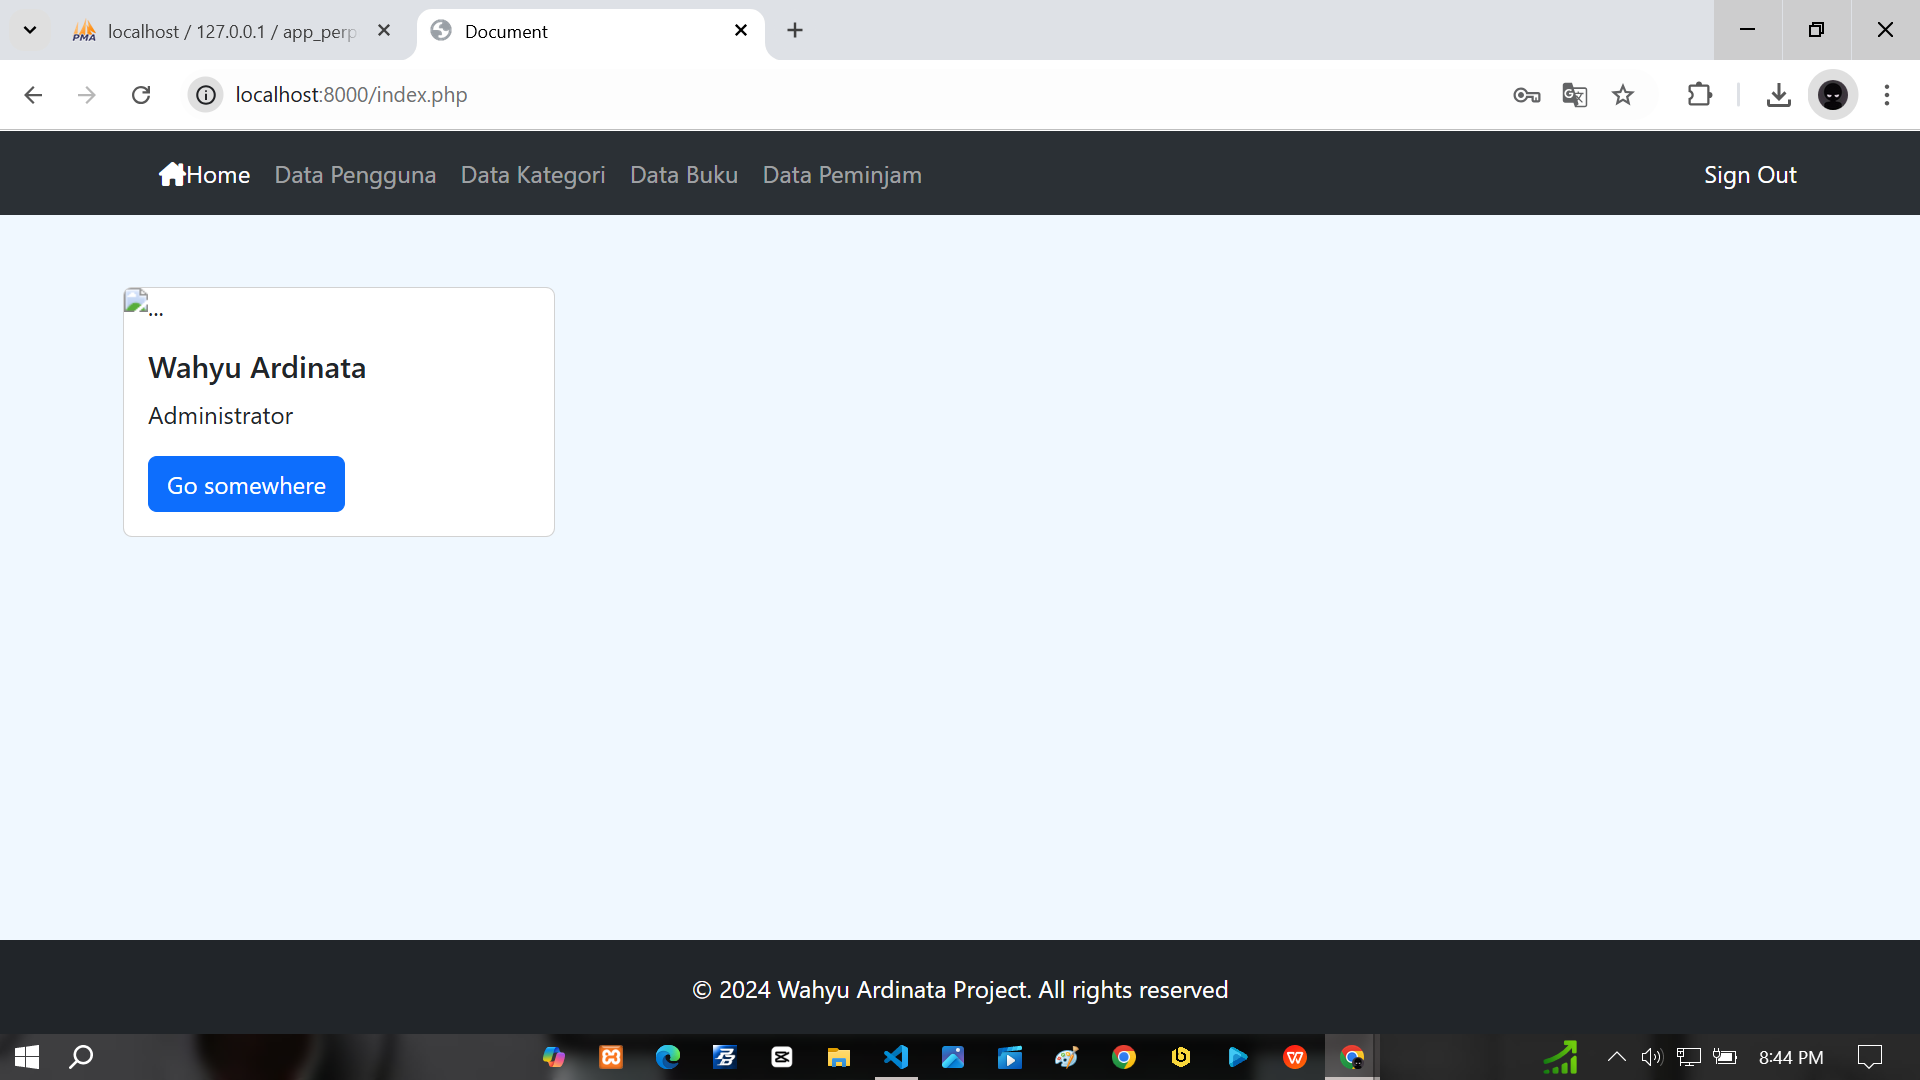 localhost / 127.0.0.1 / app_perp
Document
localhost:8000/index.php
Home Data Pengguna Data Kategori Data Buku Data Peminjam Sign Out
...
Wahyu Ardinata
Administrator
Go somewhere
© 2024 Wahyu Ardinata Project. All rights reserved
8:44 PM